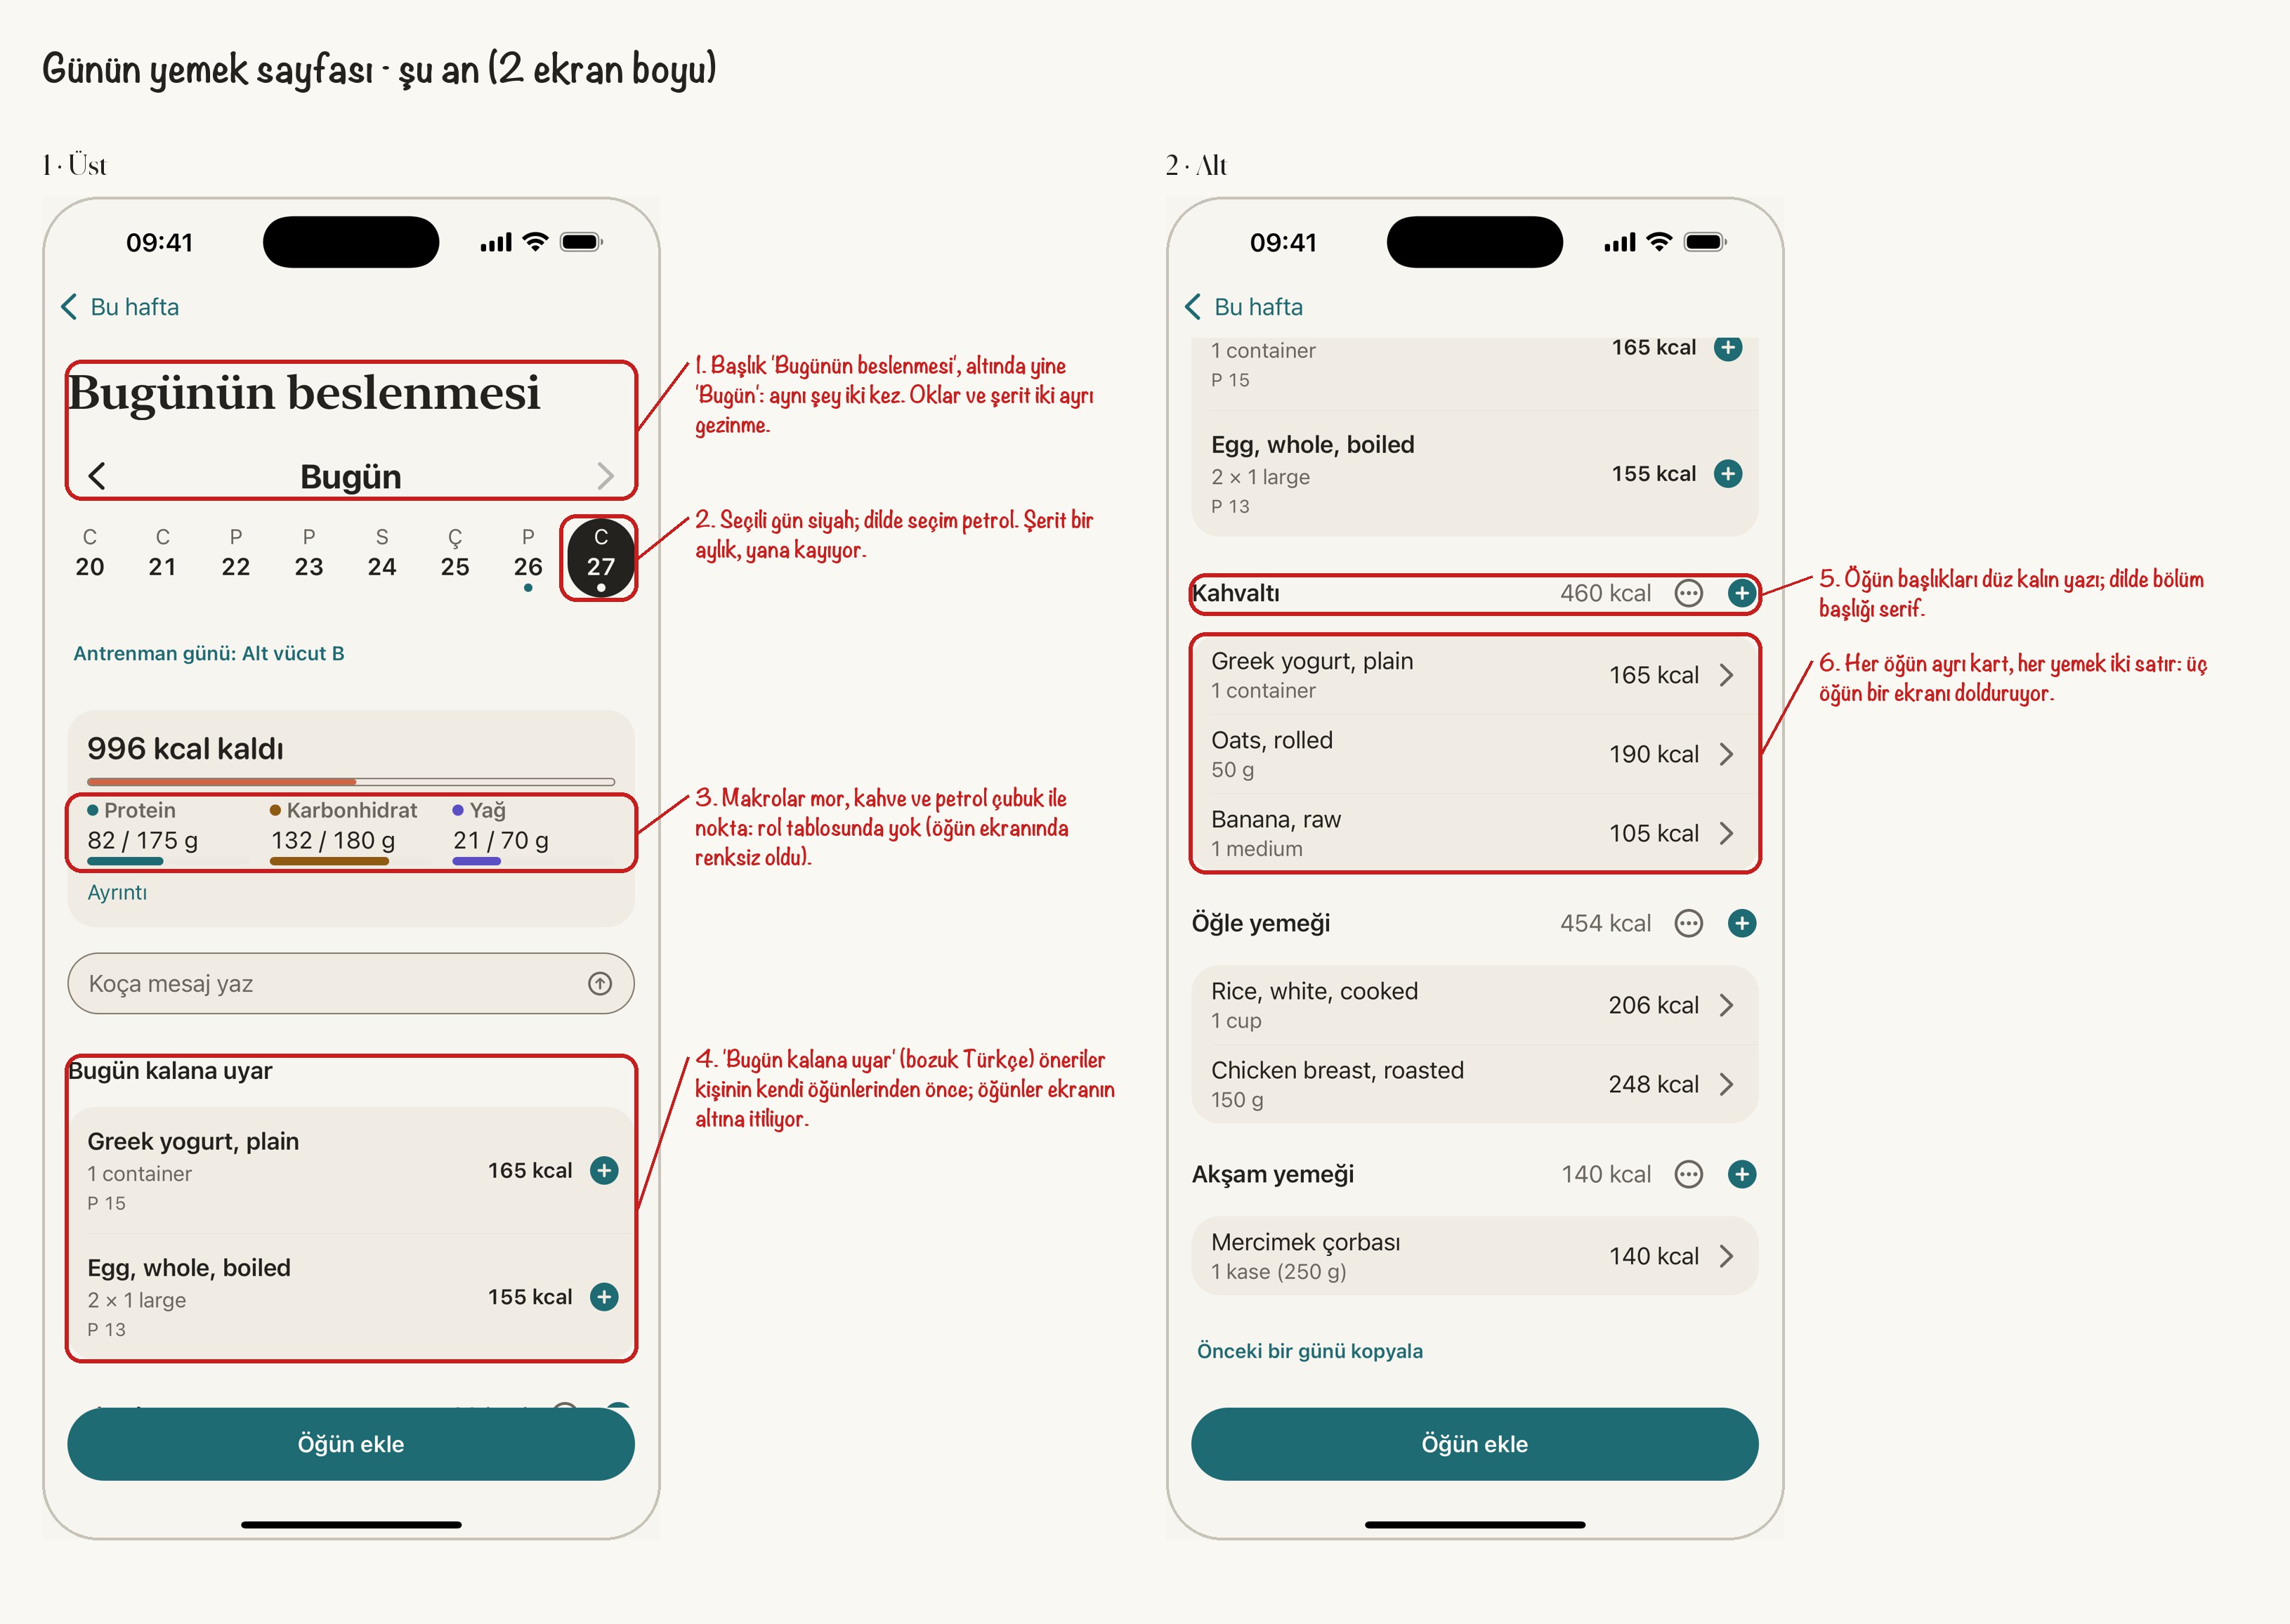 Günün yemek sayfası · şu an (2 ekran boyu)
1 · Üst
09:41
Bu hafta
Bugünün beslenmesi
Bugün
C C P P S Ç P C
20 21 22 23 24 25 26 27
Antrenman günü: Alt vücut B
996 kcal kaldı
Protein Karbonhidrat Yağ
82 / 175 g 132 / 180 g 21 / 70 g
Ayrıntı
Koça mesaj yaz
Bugün kalana uyar
Greek yogurt, plain
1 container
165 kcal
P 15
Egg, whole, boiled
2 × 1 large
155 kcal
P 13
Öğün ekle
1. Başlık 'Bugünün beslenmesi', altında yine
'Bugün': aynı şey iki kez. Oklar ve şerit iki ayrı
gezinme.
2. Seçili gün siyah; dilde seçim petrol. Şerit bir
aylık, yana kayıyor.
3. Makrolar mor, kahve ve petrol çubuk ile
nokta: rol tablosunda yok (öğün ekranında
renksiz oldu).
4. 'Bugün kalana uyar' (bozuk Türkçe) öneriler
kişinin kendi öğünlerinden önce; öğünler ekranın
altına itiliyor.
2 · Alt
09:41
Bu hafta
1 container
165 kcal
P 15
Egg, whole, boiled
2 × 1 large
155 kcal
P 13
Kahvaltı 460 kcal
Greek yogurt, plain
1 container
165 kcal
Oats, rolled
50 g
190 kcal
Banana, raw
1 medium
105 kcal
Öğle yemeği 454 kcal
Rice, white, cooked
1 cup
206 kcal
Chicken breast, roasted
150 g
248 kcal
Akşam yemeği 140 kcal
Mercimek çorbası
1 kase (250 g)
140 kcal
Önceki bir günü kopyala
Öğün ekle
5. Öğün başlıkları düz kalın yazı; dilde bölüm
başlığı serif.
6. Her öğün ayrı kart, her yemek iki satır: üç
öğün bir ekranı dolduruyor.